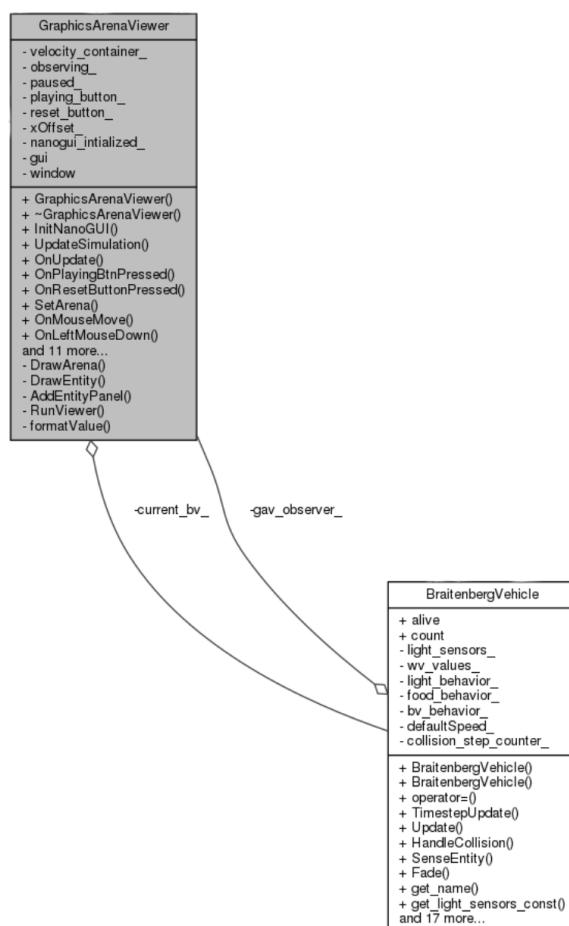 GraphicsArenaViewer
- velocity_container_
- observing_
- paused_
- playing_button_
- reset_button_
- xOffset_
- nanogui_intialized_
- gui
- window
+ GraphicsArenaViewer()
+ ~GraphicsArenaViewer()
+ InitNanoGUI()
+ UpdateSimulation()
+ OnUpdate()
+ OnPlayingBtnPressed()
+ OnResetButtonPressed()
+ SetArena()
+ OnMouseMove()
+ OnLeftMouseDown()
and 11 more...
- DrawArena()
- DrawEntity()
- AddEntityPanel()
- RunViewer()
- formatValue()
-current_bv_
-gav_observer_
BraitenbergVehicle
+ alive
+ count
- light_sensors_
- wv_values_
- light_behavior_
- food_behavior_
- bv_behavior_
- defaultSpeed_
- collision_step_counter_
+ BraitenbergVehicle()
+ BraitenbergVehicle()
+ operator=()
+ TimestepUpdate()
+ Update()
+ HandleCollision()
+ SenseEntity()
+ Fade()
+ get_name()
+ get_light_sensors_const()
and 17 more...